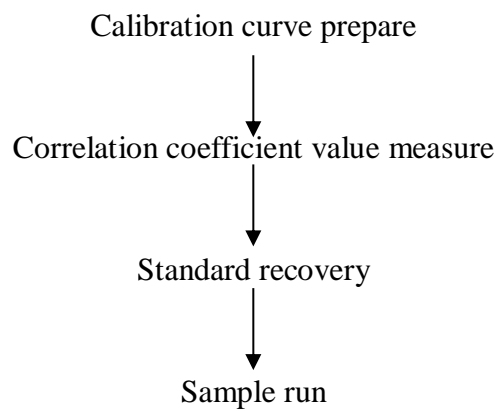 Calibration curve prepare
Correlation coefficient value measure
Standard recovery
Sample run